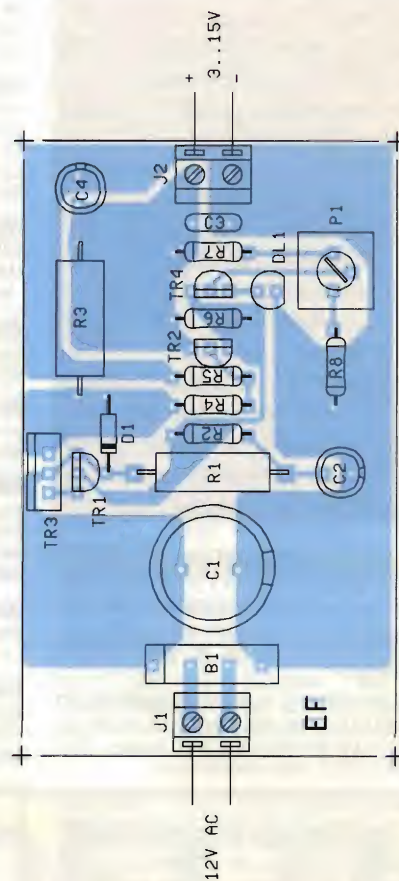 3..15V
+
-
J2
C4
C3
R7
DL1
P1
TR4
R3
R6
TR2
R8
R5
R4
D1
R2
TR3
TR1
R1
C2
C1
B1
J1
EF
12V AC